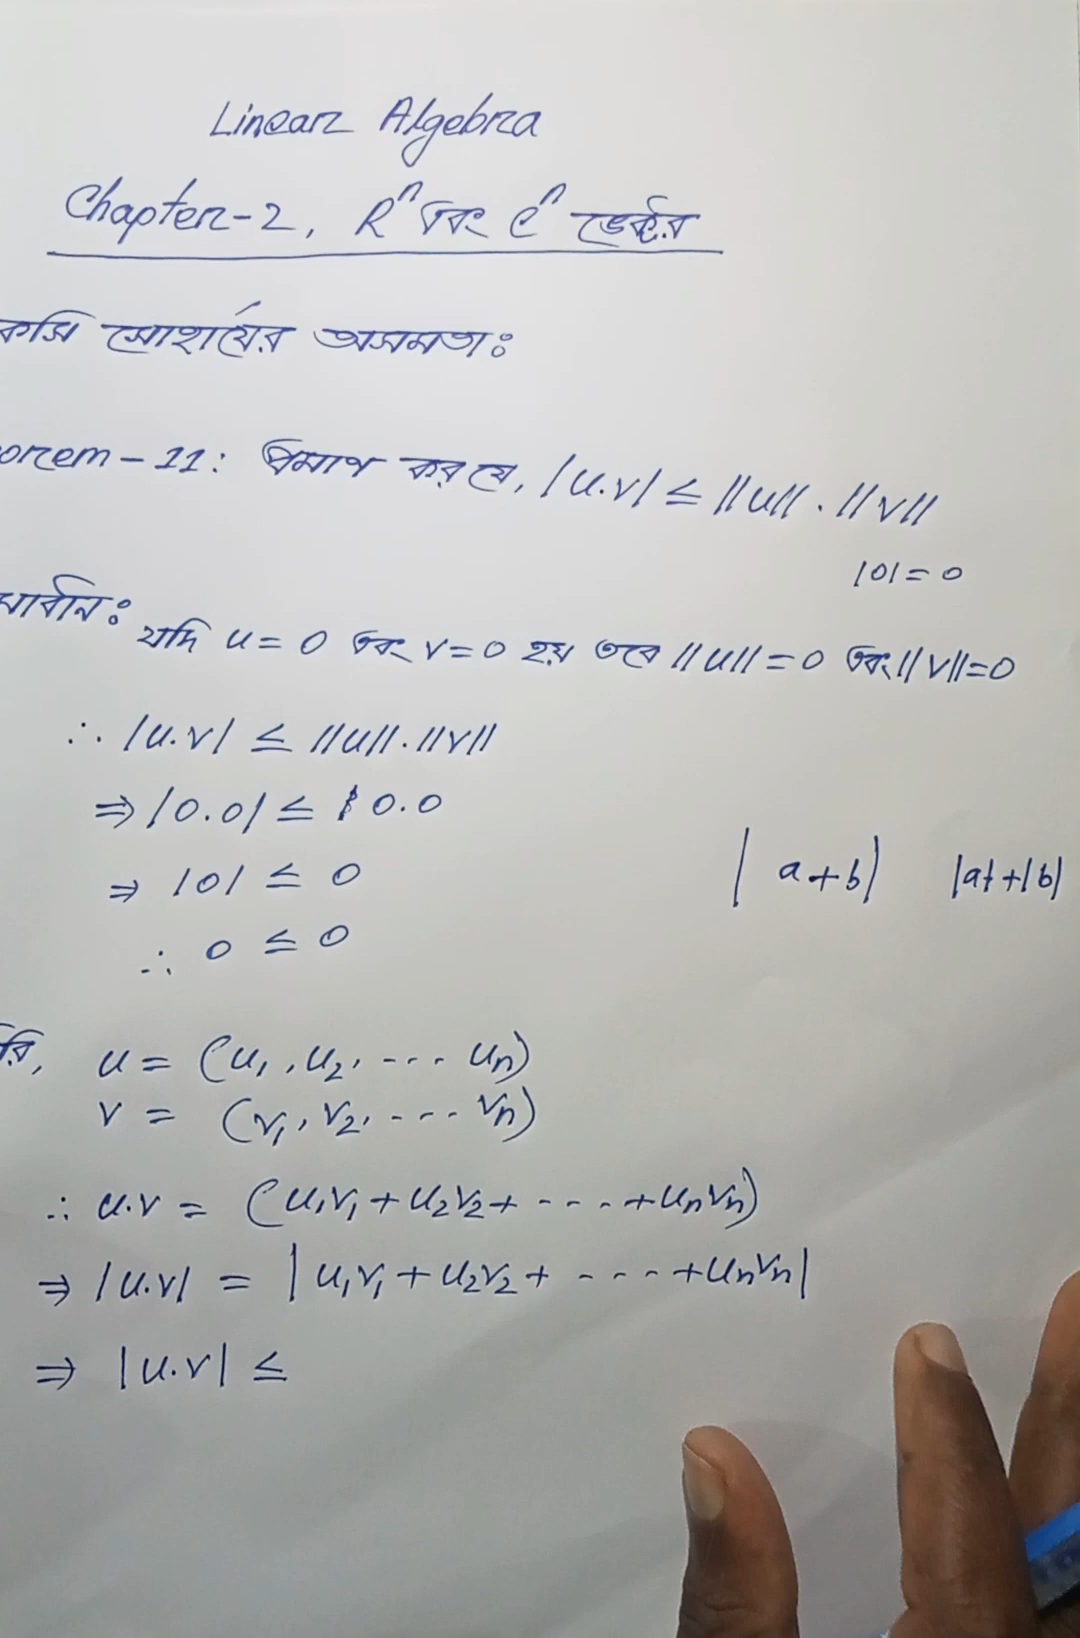 Linear Algebra
Chapter-2, Rⁿ এবং Cⁿ ভেক্টর
কসি সোয়ার্যের অসমতাঃ
orem - 11: প্রমাণ কর যে, |u.v| ≤ ||u|| . ||v||
|0| = 0
যদি u = 0 এবং v = 0 হয় তবে ||u|| = 0 এবং ||v|| = 0
∴ |u.v| ≤ ||u|| . ||v||
⇒ |0.0| ≤ 0.0
⇒ |0| ≤ 0
|a+b| |a|+|b|
∴ 0 ≤ 0
রি, u = (u₁, u₂, ---- uₙ)
v = (v₁, v₂, ---- vₙ)
∴ u.v = (u₁v₁ + u₂v₂ + ---- + uₙvₙ)
⇒ |u.v| = |u₁v₁ + u₂v₂ + ---- + uₙvₙ|
⇒ |u.v| ≤